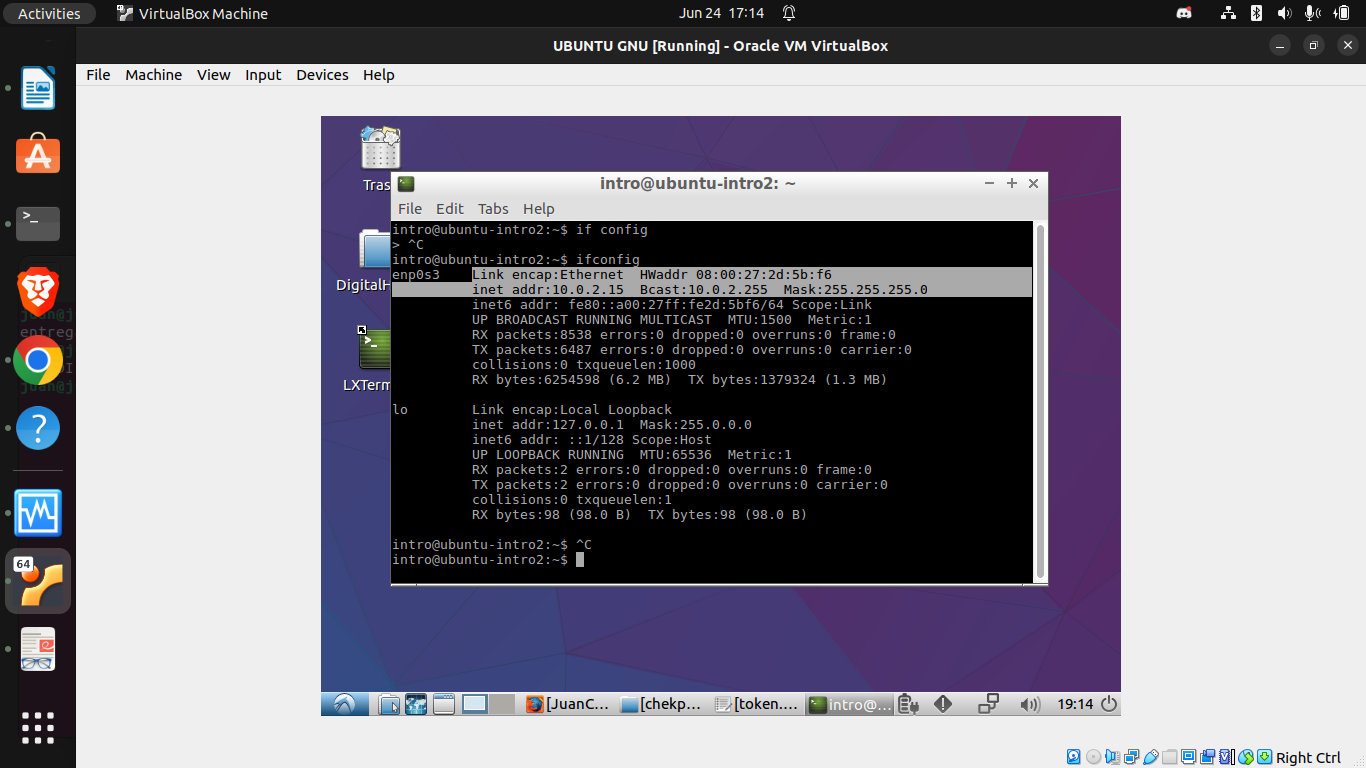 Activities
VirtualBox Machine
Jun 24 17:14
UBUNTU GNU [Running] - Oracle VM VirtualBox
File Machine View Input Devices Help
Tras
intro@ubuntu-intro2: ~
File Edit Tabs Help
intro@ubuntu-intro2:~$ if config
> ^C
intro@ubuntu-intro2:~$ ifconfig
enp0s3    Link encap:Ethernet  HWaddr 08:00:27:2d:5b:f6
inet addr:10.0.2.15  Bcast:10.0.2.255  Mask:255.255.255.0
inet6 addr: fe80::a00:27ff:fe2d:5bf6/64 Scope:Link
UP BROADCAST RUNNING MULTICAST  MTU:1500  Metric:1
RX packets:8538 errors:0 dropped:0 overruns:0 frame:0
TX packets:6487 errors:0 dropped:0 overruns:0 carrier:0
collisions:0 txqueuelen:1000
RX bytes:6254598 (6.2 MB)  TX bytes:1379324 (1.3 MB)
lo        Link encap:Local Loopback
inet addr:127.0.0.1  Mask:255.0.0.0
inet6 addr: ::1/128 Scope:Host
UP LOOPBACK RUNNING  MTU:65536  Metric:1
RX packets:2 errors:0 dropped:0 overruns:0 frame:0
TX packets:2 errors:0 dropped:0 overruns:0 carrier:0
collisions:0 txqueuelen:1
RX bytes:98 (98.0 B)  TX bytes:98 (98.0 B)
intro@ubuntu-intro2:~$ ^C
intro@ubuntu-intro2:~$
DigitalH
LXTerm
64
[JuanC... [chekp... [token.... intro@... 19:14
Right Ctrl